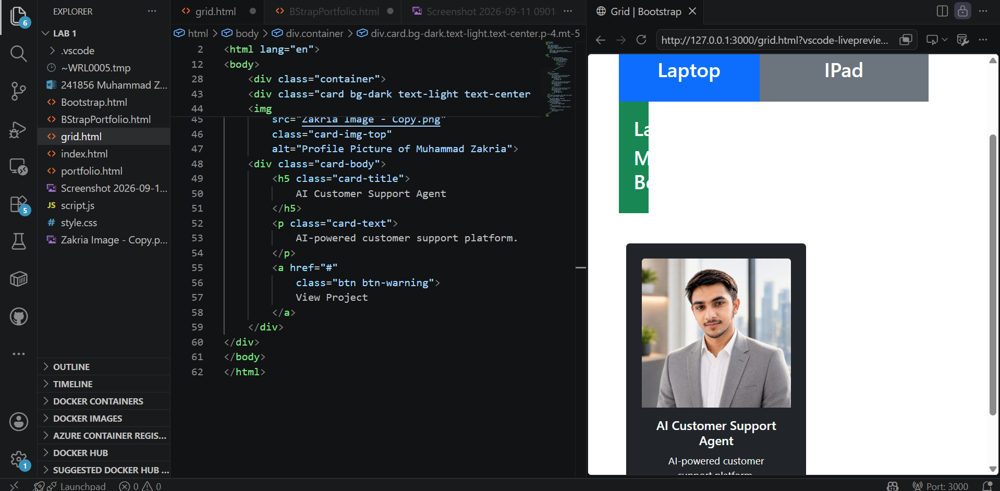 EXPLORER
LAB 1
.vscode
~WRL0005.tmp
241856 Muhammad Z...
Bootstrap.html
BStrapPortfolio.html
grid.html
index.html
portfolio.html
Screenshot 2026-09-1...
script.js
style.css
Zakria Image - Copy.p...
OUTLINE
TIMELINE
DOCKER CONTAINERS
DOCKER IMAGES
AZURE CONTAINER REGIS...
DOCKER HUB
SUGGESTED DOCKER HUB ...
6
5
1
grid.html
BStrapPortfolio.html
Screenshot 2026-09-11 0901
html > body > div.container > div.card.bg-dark.text-light.text-center.p-4.mt-5
2 <html lang="en">
12 <body>
28 <div class="container">
43 <div class="card bg-dark text-light text-center
44 <img
45 src="Zakria Image - Copy.png"
46 class="card-img-top"
47 alt="Profile Picture of Muhammad Zakria">
48 <div class="card-body">
49 <h5 class="card-title">
50 AI Customer Support Agent
51 </h5>
52 <p class="card-text">
53 AI-powered customer support platform.
54 </p>
55 <a href="#"
56 class="btn btn-warning">
57 View Project
58 </a>
59 </div>
60 </div>
61 </body>
62 </html>
Grid | Bootstrap
http://127.0.0.1:3000/grid.html?vscode-liveprevie...
Laptop
IPad
La
M
Bo
AI Customer Support
Agent
AI-powered customer
support platform.
Launchpad
0
0
Port: 3000